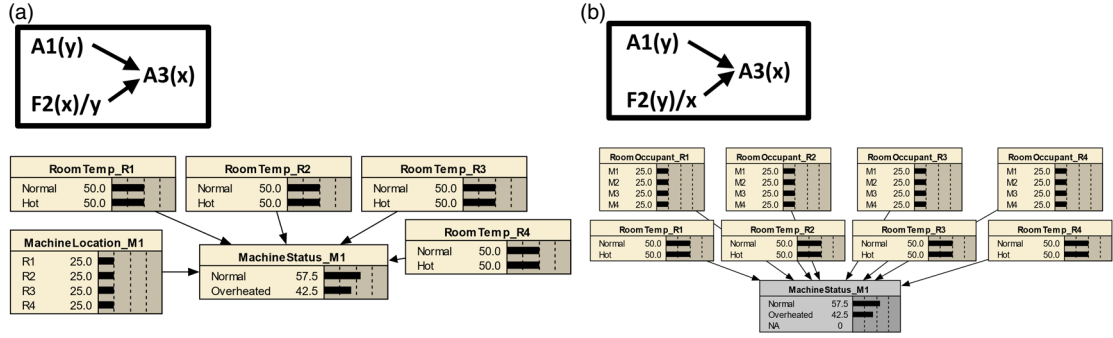 (a)
A1(y)
A3(x)
F2(x)/y
RoomTemp_R1
Normal 50.0
Hot 50.0
RoomTemp_R2
Normal 50.0
Hot 50.0
RoomTemp_R3
Normal 50.0
Hot 50.0
RoomTemp_R4
Normal 50.0
Hot 50.0
MachineLocation_M1
R1 25.0
R2 25.0
R3 25.0
R4 25.0
MachineStatus_M1
Normal 57.5
Overheated 42.5
(b)
A1(y)
A3(x)
F2(y)/x
RoomOccupant_R1
M1 25.0
M2 25.0
M3 25.0
M4 25.0
RoomOccupant_R2
M1 25.0
M2 25.0
M3 25.0
M4 25.0
RoomOccupant_R3
M1 25.0
M2 25.0
M3 25.0
M4 25.0
RoomOccupant_R4
M1 25.0
M2 25.0
M3 25.0
M4 25.0
RoomTemp_R1
Normal 50.0
Hot 50.0
RoomTemp_R2
Normal 50.0
Hot 50.0
RoomTemp_R3
Normal 50.0
Hot 50.0
RoomTemp_R4
Normal 50.0
Hot 50.0
MachineStatus_M1
Normal 57.5
Overheated 42.5
NA 0